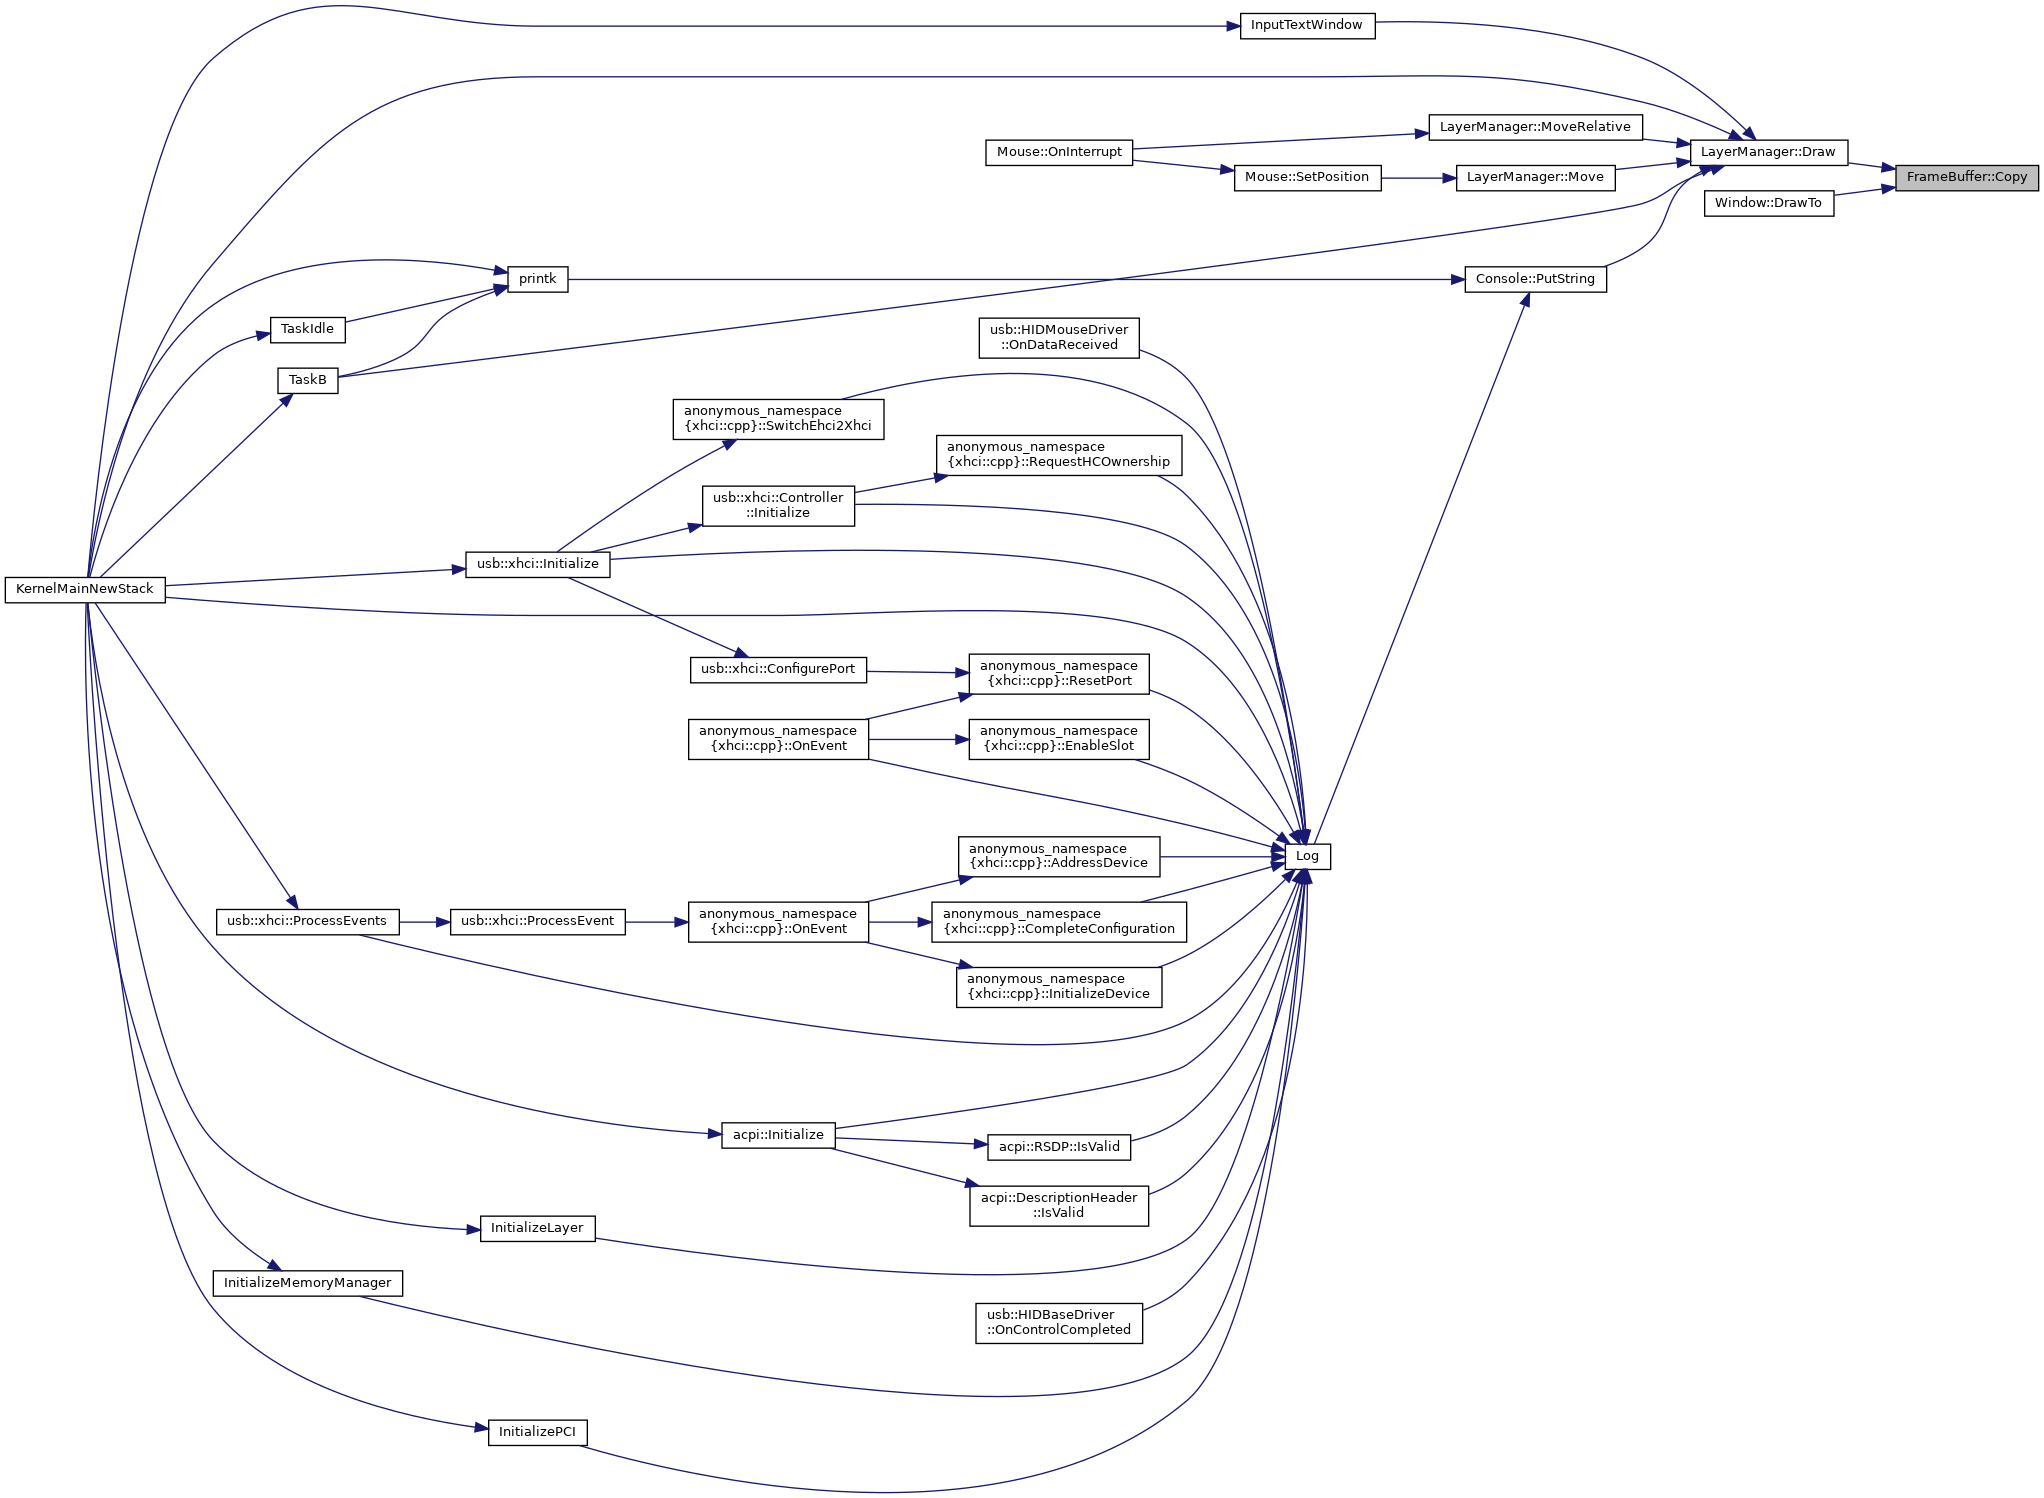 InputTextWindow
LayerManager::MoveRelative
Mouse::OnInterrupt
LayerManager::Draw
Mouse::SetPosition
LayerManager::Move
FrameBuffer::Copy
Window::DrawTo
printk
Console::PutString
TaskIdle
usb::HIDMouseDriver
::OnDataReceived
TaskB
anonymous_namespace
{xhci::cpp}::SwitchEhci2Xhci
anonymous_namespace
{xhci::cpp}::RequestHCOwnership
usb::xhci::Controller
::Initialize
usb::xhci::Initialize
KernelMainNewStack
usb::xhci::ConfigurePort
anonymous_namespace
{xhci::cpp}::ResetPort
anonymous_namespace
{xhci::cpp}::OnEvent
anonymous_namespace
{xhci::cpp}::EnableSlot
anonymous_namespace
{xhci::cpp}::AddressDevice
Log
usb::xhci::ProcessEvents
usb::xhci::ProcessEvent
anonymous_namespace
{xhci::cpp}::OnEvent
anonymous_namespace
{xhci::cpp}::CompleteConfiguration
anonymous_namespace
{xhci::cpp}::InitializeDevice
acpi::Initialize
acpi::RSDP::IsValid
acpi::DescriptionHeader
::IsValid
InitializeLayer
InitializeMemoryManager
usb::HIDBaseDriver
::OnControlCompleted
InitializePCI